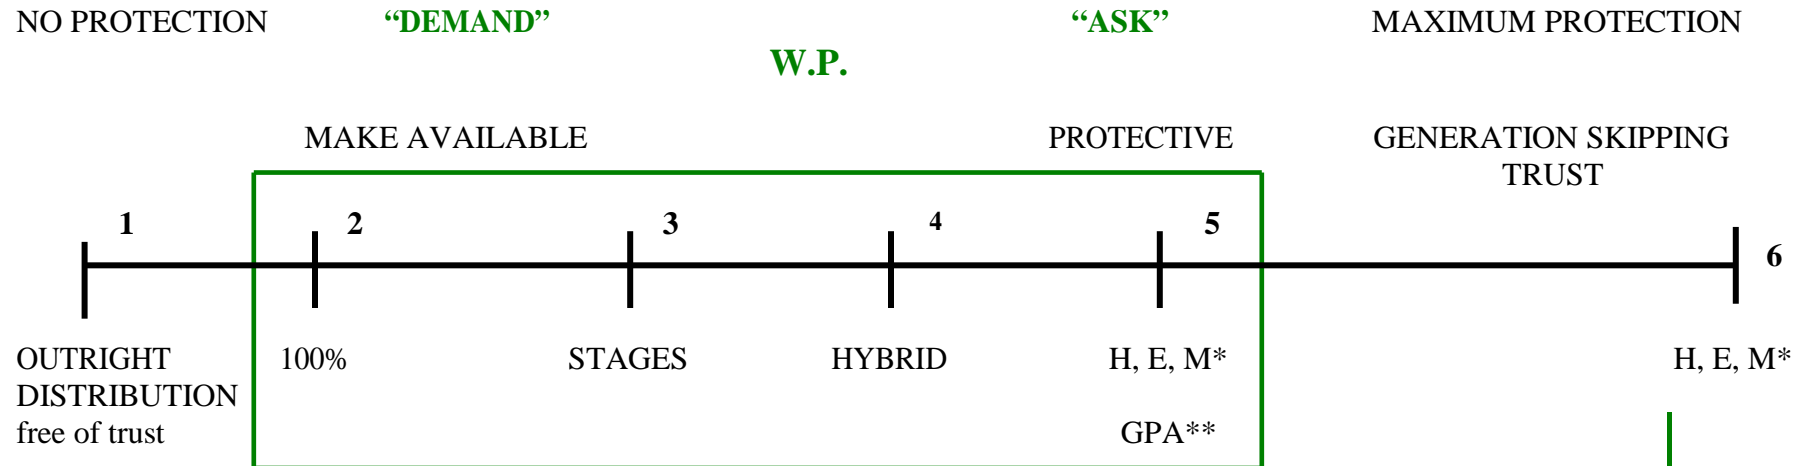 NO PROTECTION “DEMAND” “ASK” MAXIMUM PROTECTION
W.P.
MAKE AVAILABLE PROTECTIVE GENERATION SKIPPING
TRUST
1 2 3 4 5
6
OUTRIGHT 100% STAGES HYBRID H, E, M* H, E, M*
DISTRIBUTION
free of trust GPA**